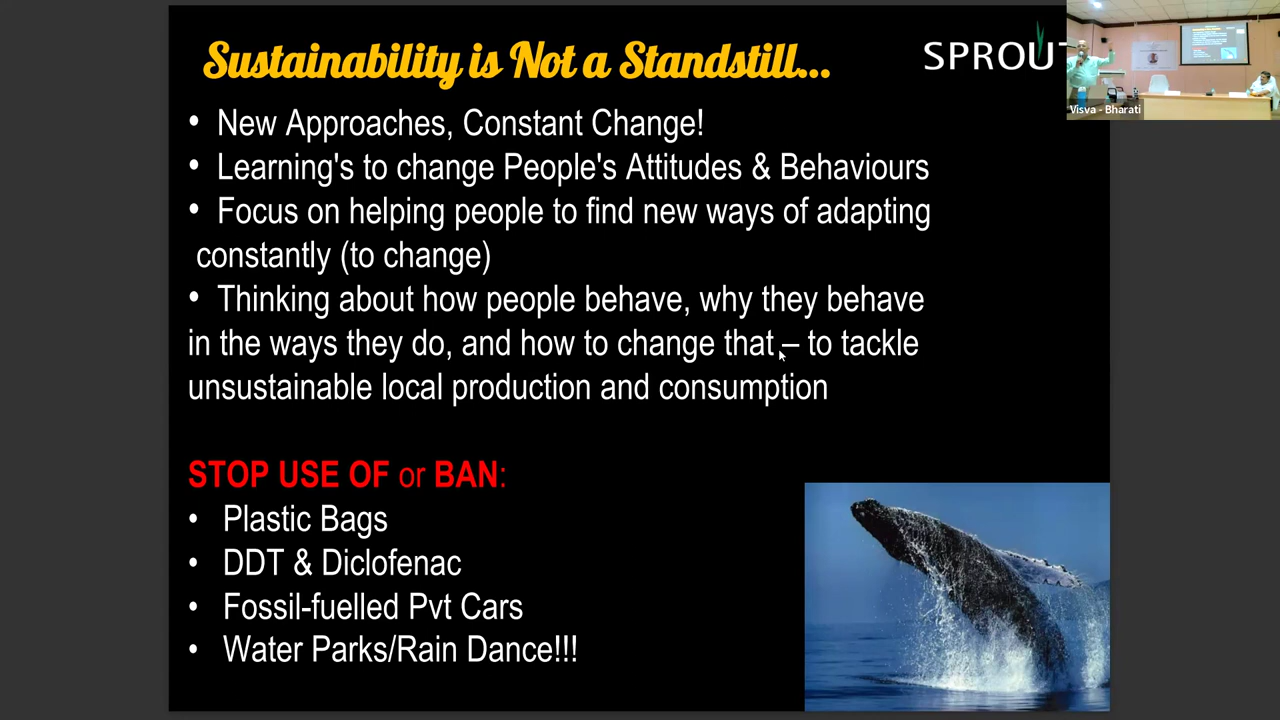 Sustainability is Not a Standstill...
SPROUT
• New Approaches, Constant Change!
• Learning's to change People's Attitudes & Behaviours
• Focus on helping people to find new ways of adapting
constantly (to change)
• Thinking about how people behave, why they behave
in the ways they do, and how to change that – to tackle
unsustainable local production and consumption
STOP USE OF or BAN:
• Plastic Bags
• DDT & Diclofenac
• Fossil-fuelled Pvt Cars
• Water Parks/Rain Dance!!!
Visva - Bharati